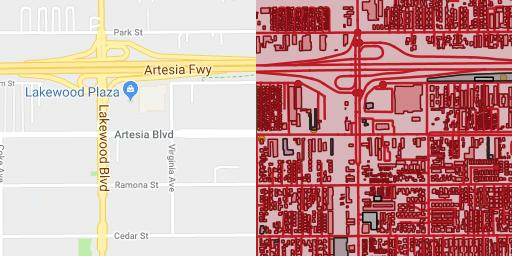 Park St
Artesia Fwy
Lakewood Plaza
Artesia Blvd
Lakewood Blvd
Virginia Ave
Ramona St
Cedar St